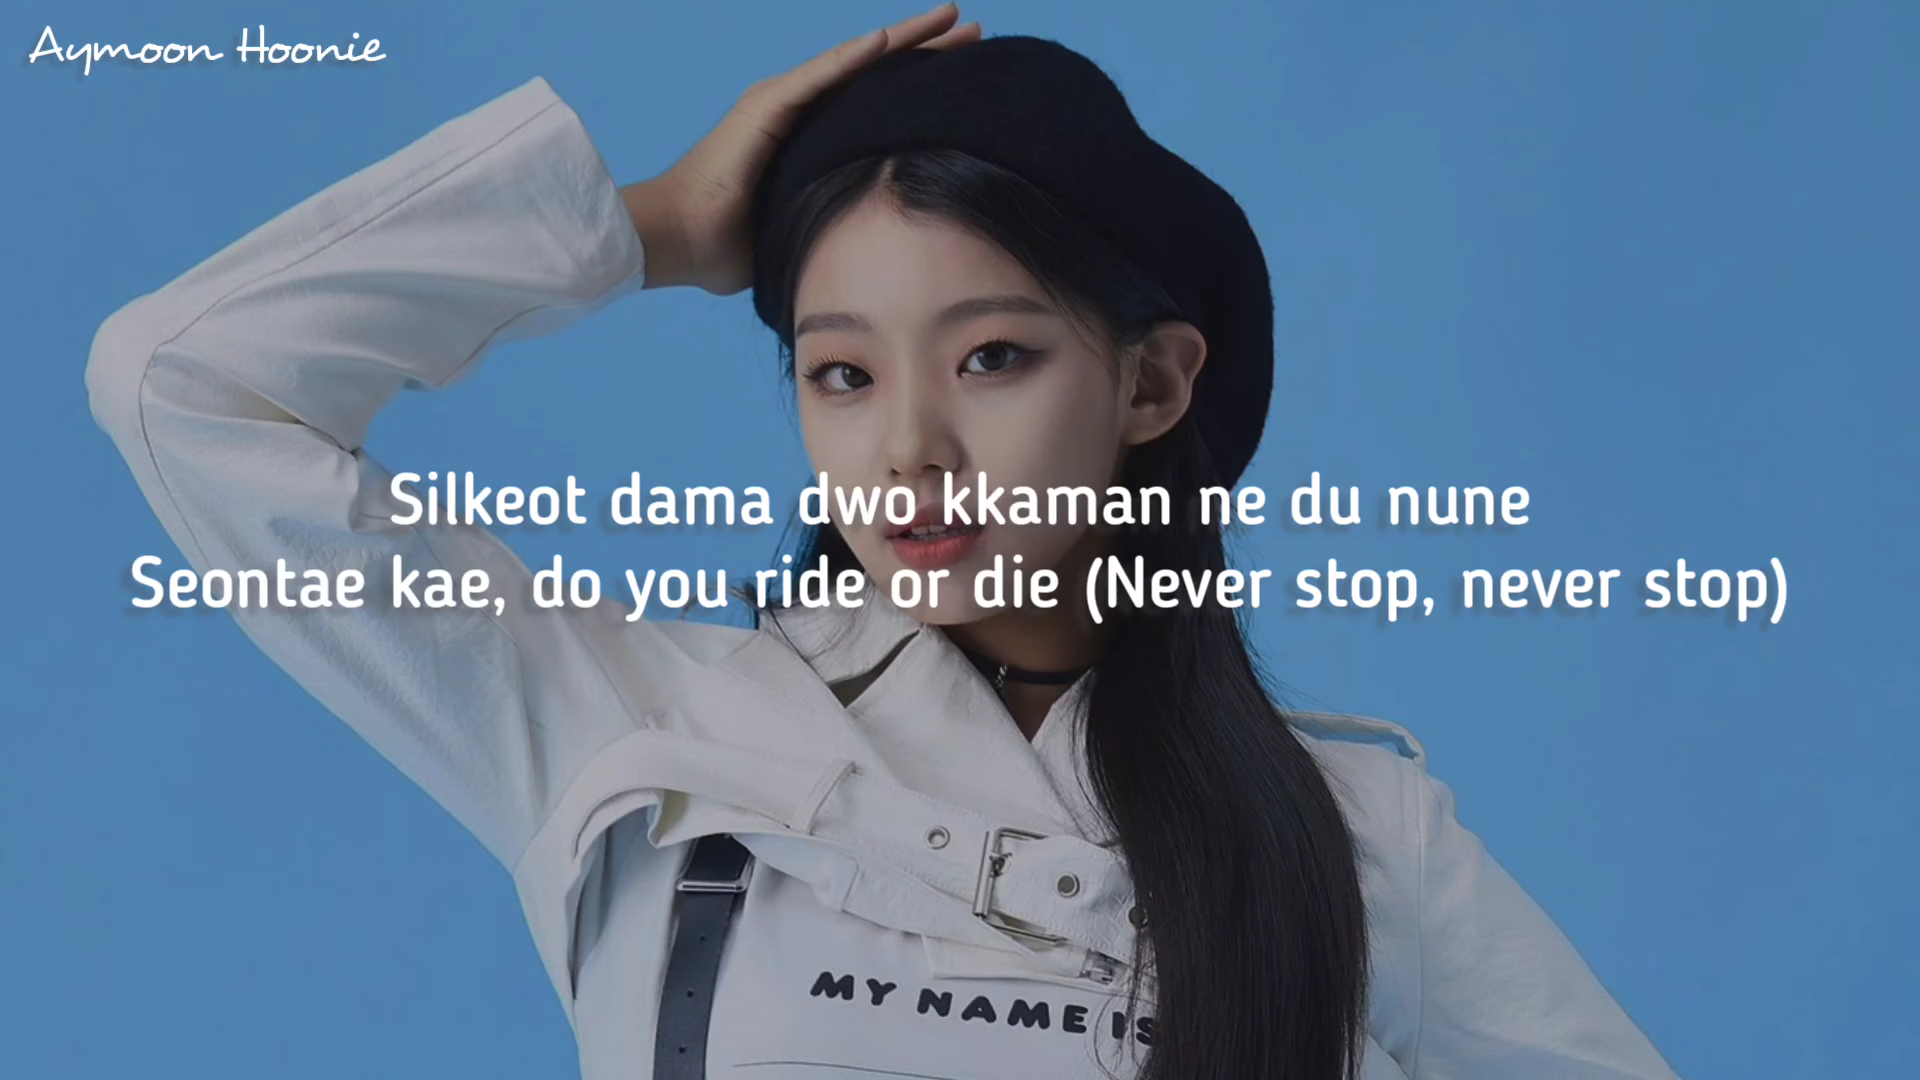 Aymoon Hoonie
Silkeot dama dwo kkaman ne du nune
Seontae kae, do you ride or die (Never stop, never stop)
MY NAME IS